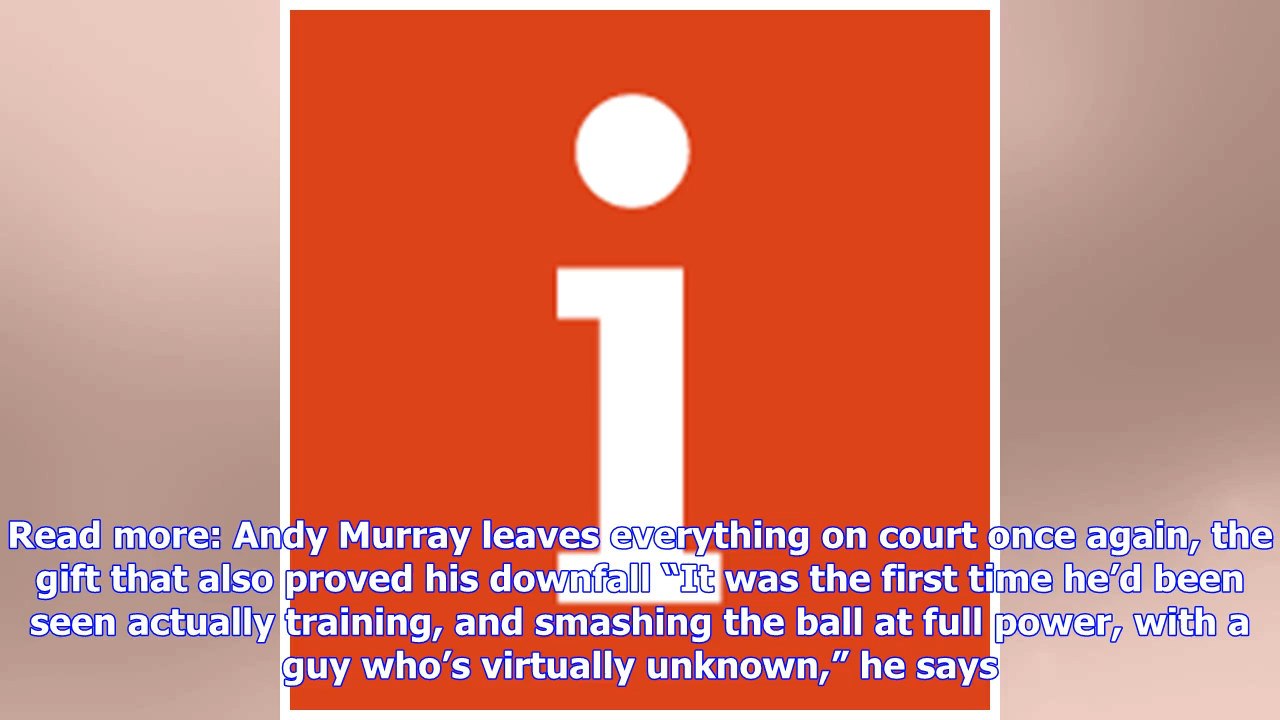 i
Read more: Andy Murray leaves everything on court once again, the
gift that also proved his downfall “It was the first time he’d been
seen actually training, and smashing the ball at full power, with a
guy who’s virtually unknown,” he says